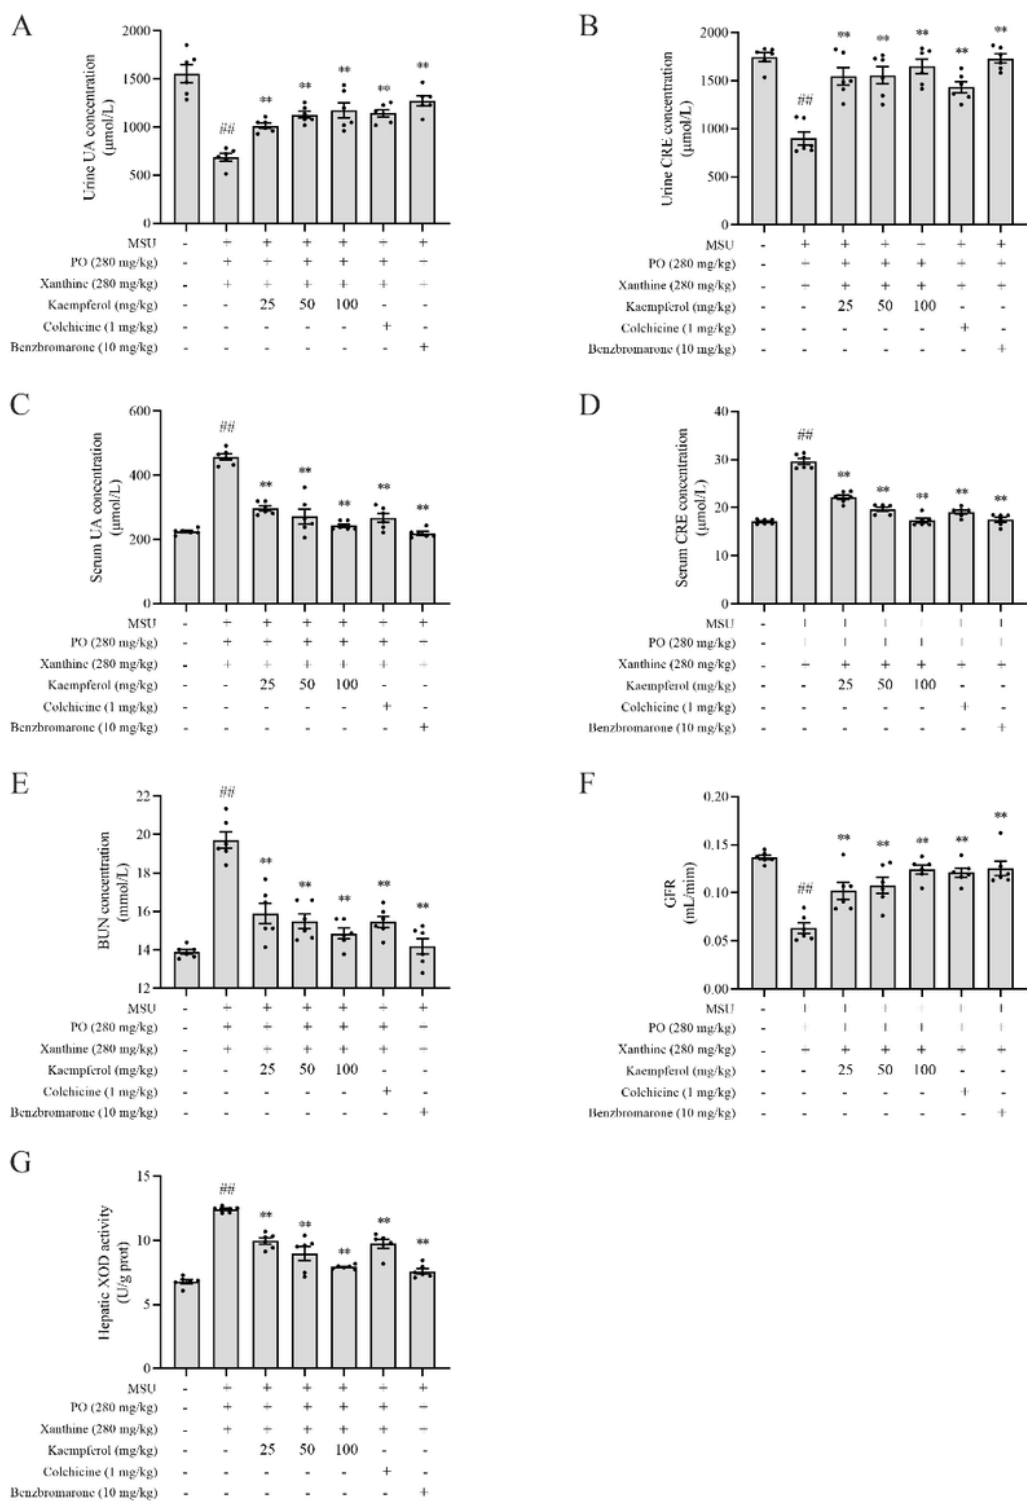 A
2000
1500
1000
500
0
Urine UA concentration
(μmol/L)
##
**
**
**
**
**
MSU - + + + + + +
PO (280 mg/kg) - + + + + + +
Xanthine (280 mg/kg) - + + + + + +
Kaempferol (mg/kg) - - 25 50 100 - -
Colchicine (1 mg/kg) - - - - - + -
Benzbromarone (10 mg/kg) - - - - - - +
B
2000
1500
1000
500
0
Urine CRE concentration
(μmol/L)
##
**
**
**
**
**
MSU - + + + + + +
PO (280 mg/kg) - + + + + + +
Xanthine (280 mg/kg) - + + + + + +
Kaempferol (mg/kg) - - 25 50 100 - -
Colchicine (1 mg/kg) - - - - - + -
Benzbromarone (10 mg/kg) - - - - - - +
C
600
400
200
0
Serum UA concentration
(μmol/L)
##
**
**
**
**
**
MSU - + + + + + +
PO (280 mg/kg) - + + + + + +
Xanthine (280 mg/kg) - + + + + + +
Kaempferol (mg/kg) - - 25 50 100 - -
Colchicine (1 mg/kg) - - - - - + -
Benzbromarone (10 mg/kg) - - - - - - +
D
40
30
20
10
0
Serum CRE concentration
(μmol/L)
##
**
**
**
**
**
MSU - | | | | | |
PO (280 mg/kg) - | | | | | |
Xanthine (280 mg/kg) - + + + + + +
Kaempferol (mg/kg) - - 25 50 100 - -
Colchicine (1 mg/kg) - - - - - + -
Benzbromarone (10 mg/kg) - - - - - - +
E
22
20
18
16
14
12
BUN concentration
(mmol/L)
##
**
**
**
**
**
MSU - + + + + + +
PO (280 mg/kg) - + + + + + +
Xanthine (280 mg/kg) - + + + + + +
Kaempferol (mg/kg) - - 25 50 100 - -
Colchicine (1 mg/kg) - - - - - + -
Benzbromarone (10 mg/kg) - - - - - - +
F
0.20
0.15
0.10
0.05
0.00
GFR
(mL/mim)
##
**
**
**
**
**
MSU - | | | | | |
PO (280 mg/kg) - | | | | | |
Xanthine (280 mg/kg) - + + + + + +
Kaempferol (mg/kg) - - 25 50 100 - -
Colchicine (1 mg/kg) - - - - - + -
Benzbromarone (10 mg/kg) - - - - - - +
G
15
10
5
0
Hepatic XOD activity
(U/g prot)
##
**
**
**
**
**
MSU - + + + + + +
PO (280 mg/kg) - + + + + + +
Xanthine (280 mg/kg) - + + + + + +
Kaempferol (mg/kg) - - 25 50 100 - -
Colchicine (1 mg/kg) - - - - - + -
Benzbromarone (10 mg/kg) - - - - - - +